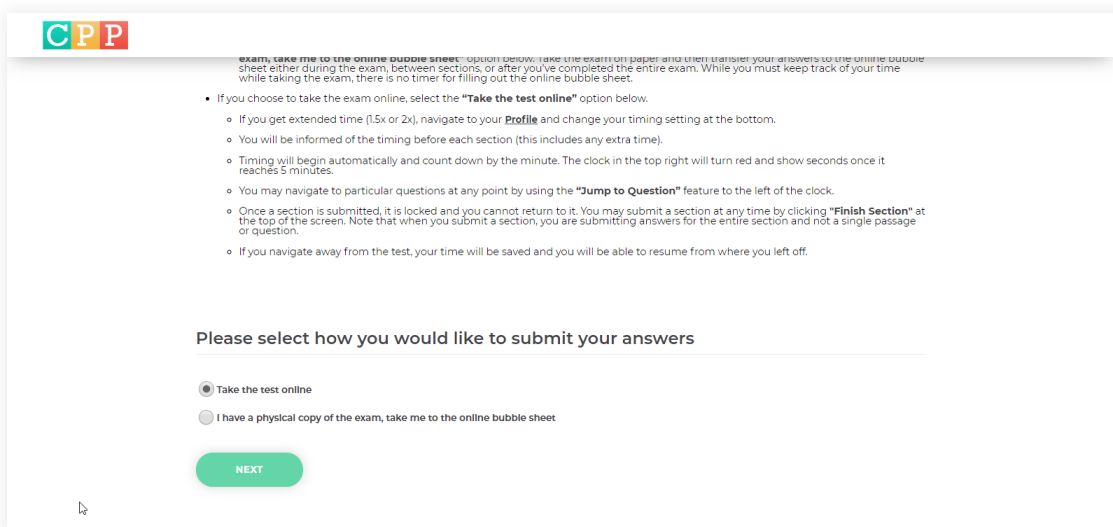 CPP
exam, take me to the online bubble sheet" option below. Take the exam on paper and then transfer your answers to the online bubble
sheet either during the exam, between sections, or after you've completed the entire exam. While you must keep track of your time
while taking the exam, there is no timer for filling out the online bubble sheet.
If you choose to take the exam online, select the “Take the test online” option below.
If you get extended time (1.5x or 2x), navigate to your Profile and change your timing setting at the bottom.
You will be informed of the timing before each section (this includes any extra time).
Timing will begin automatically and count down by the minute. The clock in the top right will turn red and show seconds once it
reaches 5 minutes.
You may navigate to particular questions at any point by using the “Jump to Question” feature to the left of the clock.
Once a section is submitted, it is locked and you cannot return to it. You may submit a section at any time by clicking "Finish Section" at
the top of the screen. Note that when you submit a section, you are submitting answers for the entire section and not a single passage
or question.
If you navigate away from the test, your time will be saved and you will be able to resume from where you left off.
Please select how you would like to submit your answers
Take the test online
I have a physical copy of the exam, take me to the online bubble sheet
NEXT